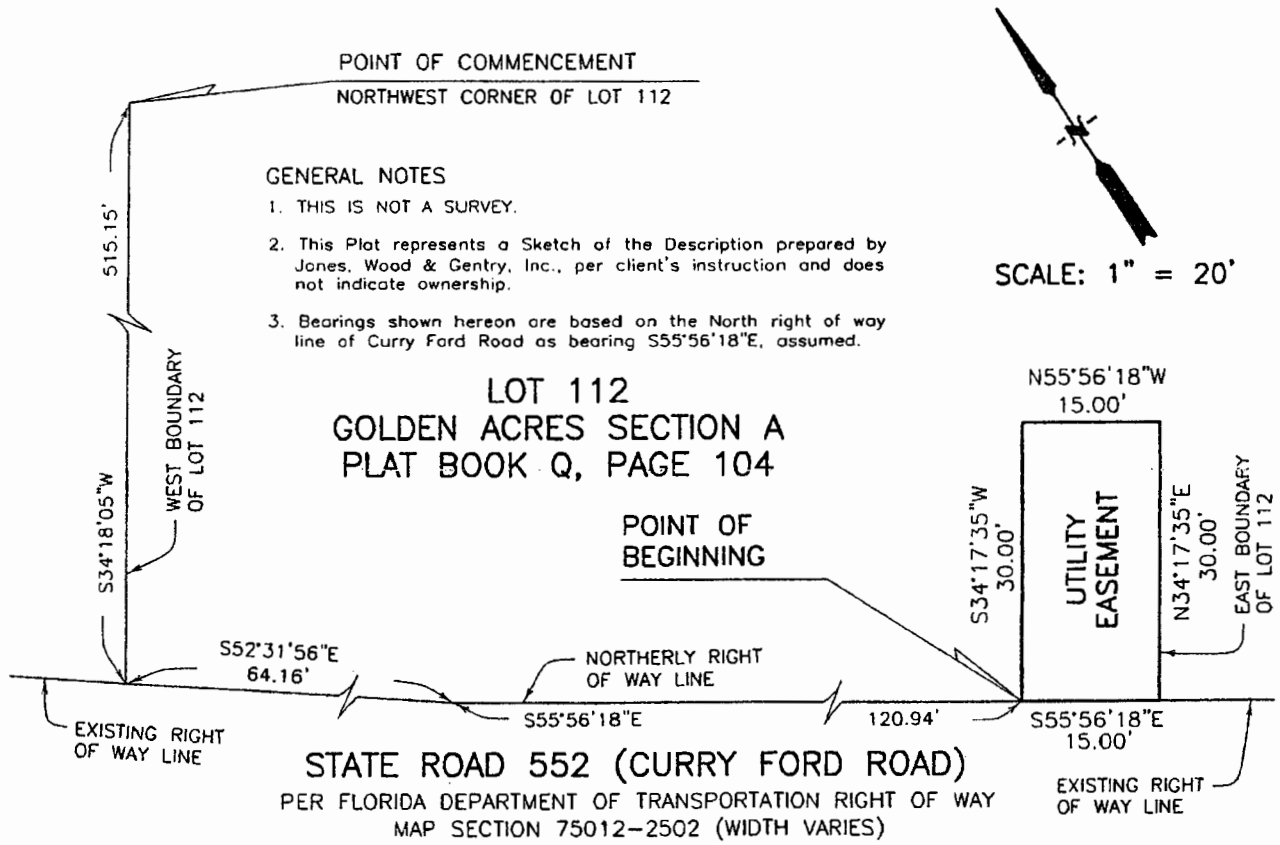 POINT OF COMMENCEMENT
NORTHWEST CORNER OF LOT 112
515.15'
GENERAL NOTES
1. THIS IS NOT A SURVEY.
2. This Plat represents a Sketch of the Description prepared by
Jones, Wood & Gentry, Inc., per client's instruction and does
not indicate ownership.
3. Bearings shown hereon are based on the North right of way
line of Curry Ford Road as bearing S55°56'18"E, assumed.
SCALE: 1" = 20'
LOT 112
GOLDEN ACRES SECTION A
PLAT BOOK Q, PAGE 104
WEST BOUNDARY
OF LOT 112
S34°18'05"W
N55°56'18"W
15.00'
POINT OF
BEGINNING
S34°17'35"W
30.00'
UTILITY
EASEMENT
N34°17'35"E
30.00'
EAST BOUNDARY
OF LOT 112
S52°31'56"E
64.16'
NORTHERLY RIGHT
OF WAY LINE
S55°56'18"E
120.94'
S55°56'18"E
15.00'
EXISTING RIGHT
OF WAY LINE
STATE ROAD 552 (CURRY FORD ROAD)
PER FLORIDA DEPARTMENT OF TRANSPORTATION RIGHT OF WAY
MAP SECTION 75012-2502 (WIDTH VARIES)
EXISTING RIGHT
OF WAY LINE